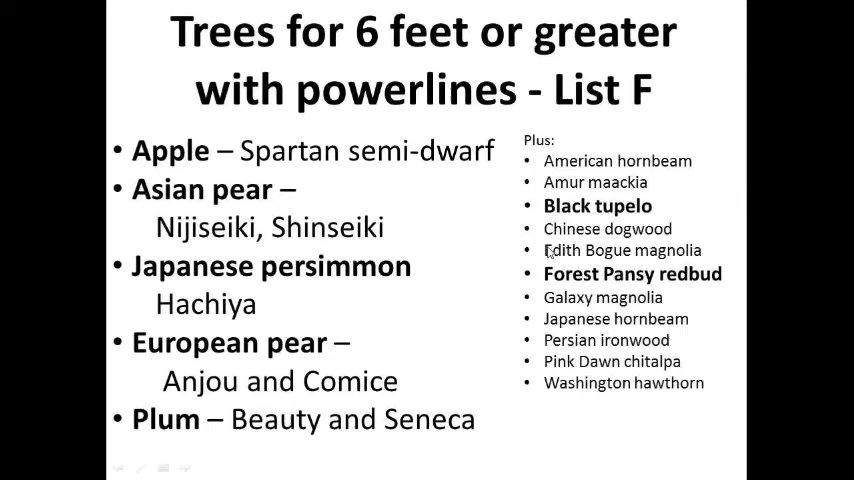 Trees for 6 feet or greater
with powerlines - List F
• Apple – Spartan semi-dwarf
• Asian pear –
Nijiseiki, Shinseiki
• Japanese persimmon
Hachiya
• European pear –
Anjou and Comice
• Plum – Beauty and Seneca
Plus:
• American hornbeam
• Amur maackia
• Black tupelo
• Chinese dogwood
• Edith Bogue magnolia
• Forest Pansy redbud
• Galaxy magnolia
• Japanese hornbeam
• Persian ironwood
• Pink Dawn chitalpa
• Washington hawthorn